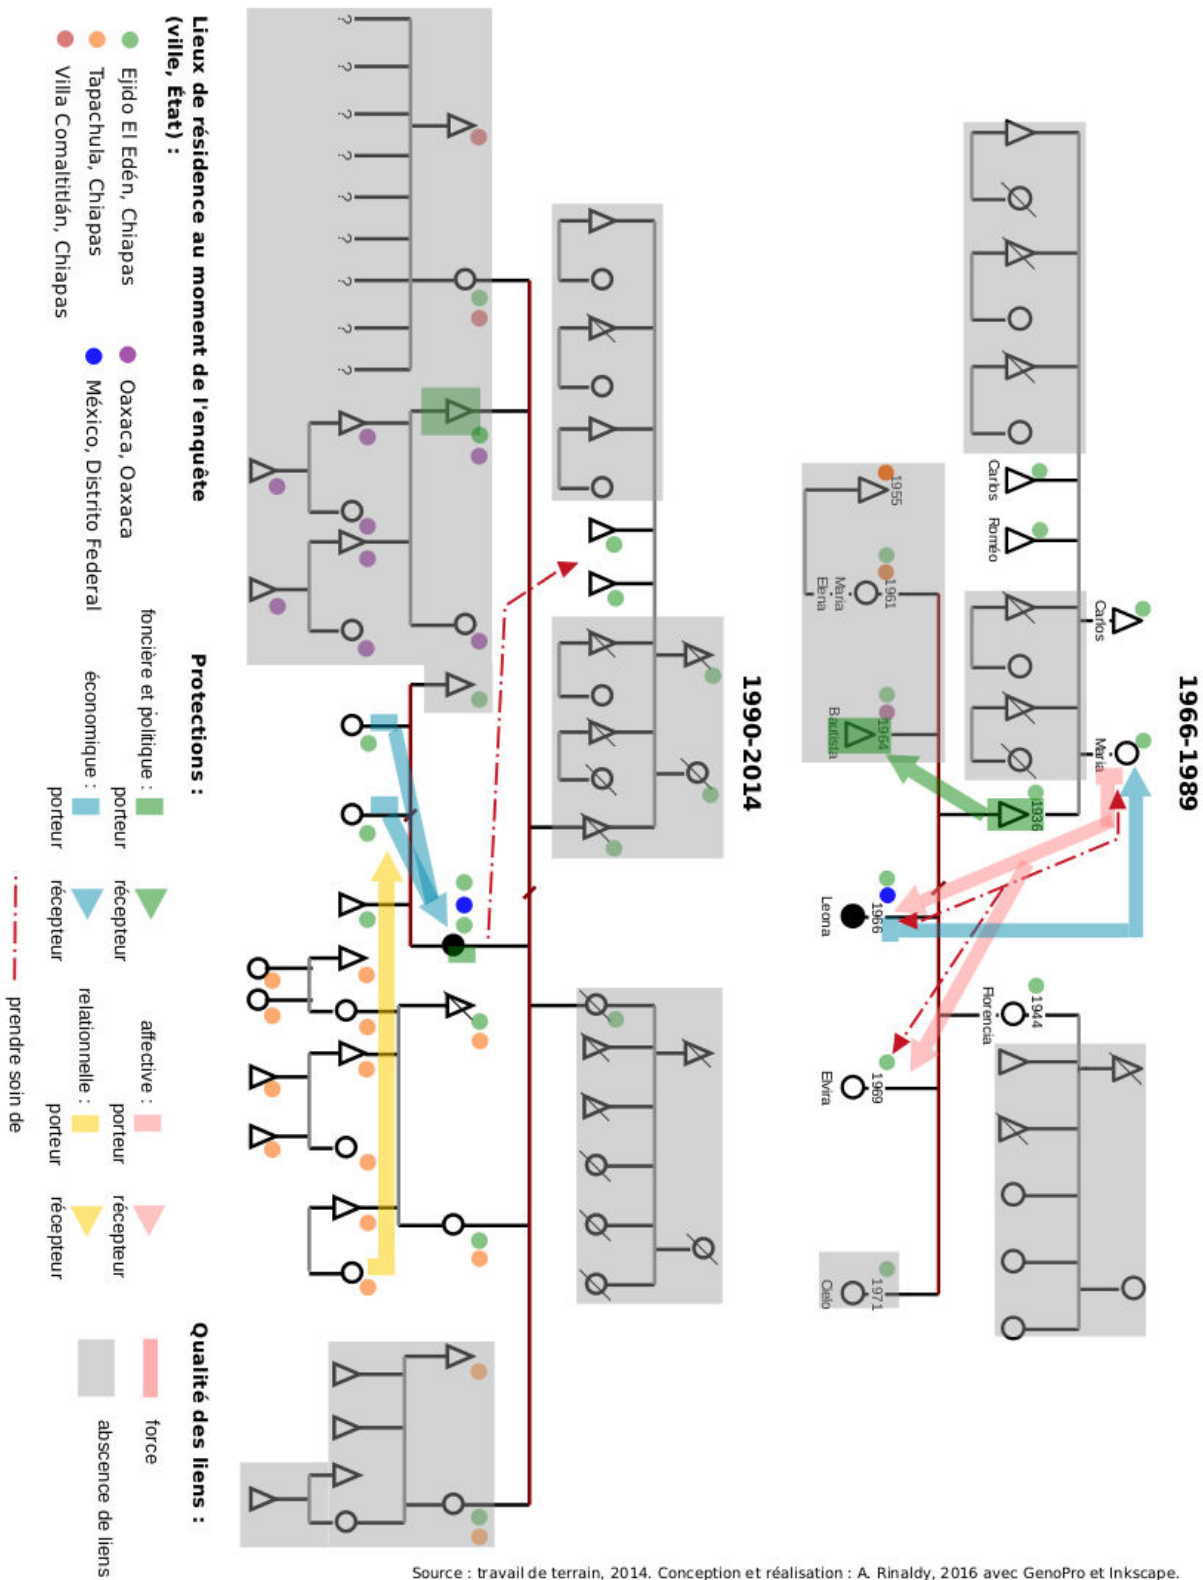 1966-1989
Carlos
Maria
Carlos
Roméo
1936
1944
Florencia
1955
1961
Maria
Elena
1964
Bautista
1966
Leona
1969
Elvira
1971
Cielo
1990-2014
?
?
?
?
?
?
?
?
?
Lieux de résidence au moment de l'enquête
(ville, État) :
Ejido El Edén, Chiapas
Tapachula, Chiapas
Villa Comaltitlán, Chiapas
Oaxaca, Oaxaca
México, Distrito Federal
Protections :
foncière et politique :
porteur
récepteur
économique :
porteur
récepteur
affective :
porteur
récepteur
relationnelle :
porteur
récepteur
prendre soin de
Qualité des liens :
force
abscence de liens
Source : travail de terrain, 2014. Conception et réalisation : A. Rinaldy, 2016 avec GenoPro et Inkscape.